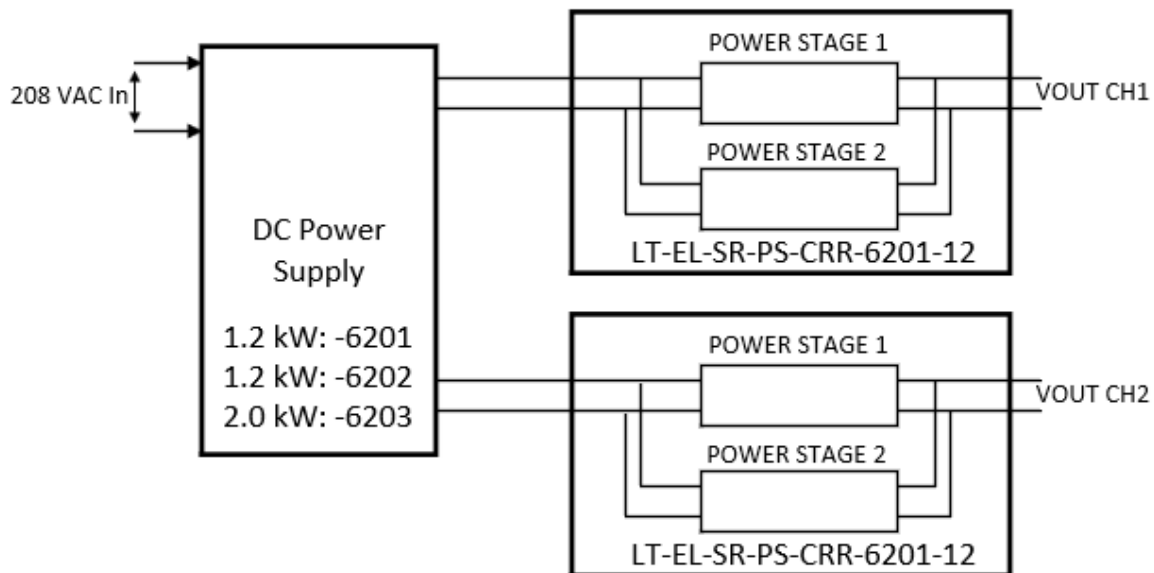 208 VAC In
DC Power
Supply
1.2 kW: -6201
1.2 kW: -6202
2.0 kW: -6203
POWER STAGE 1
POWER STAGE 2
LT-EL-SR-PS-CRR-6201-12
VOUT CH1
POWER STAGE 1
POWER STAGE 2
LT-EL-SR-PS-CRR-6201-12
VOUT CH2